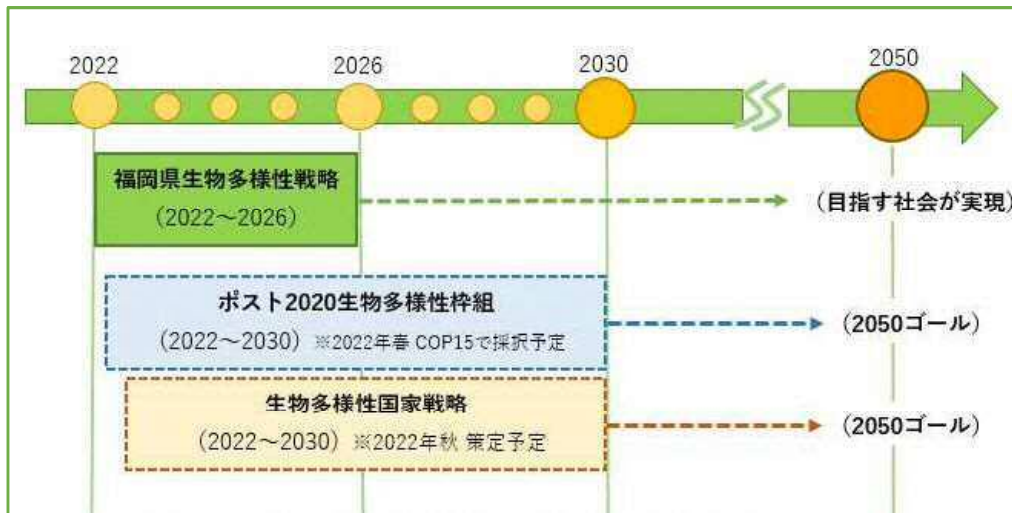 2022
2026
2030
2050
福岡県生物多様性戦略
（2022～2026）
（目指す社会が実現）
ポスト2020生物多様性枠組
（2022～2030）※2022年春 COP15で採択予定
（2050ゴール）
生物多様性国家戦略
（2022～2030）※2022年秋 策定予定
（2050ゴール）